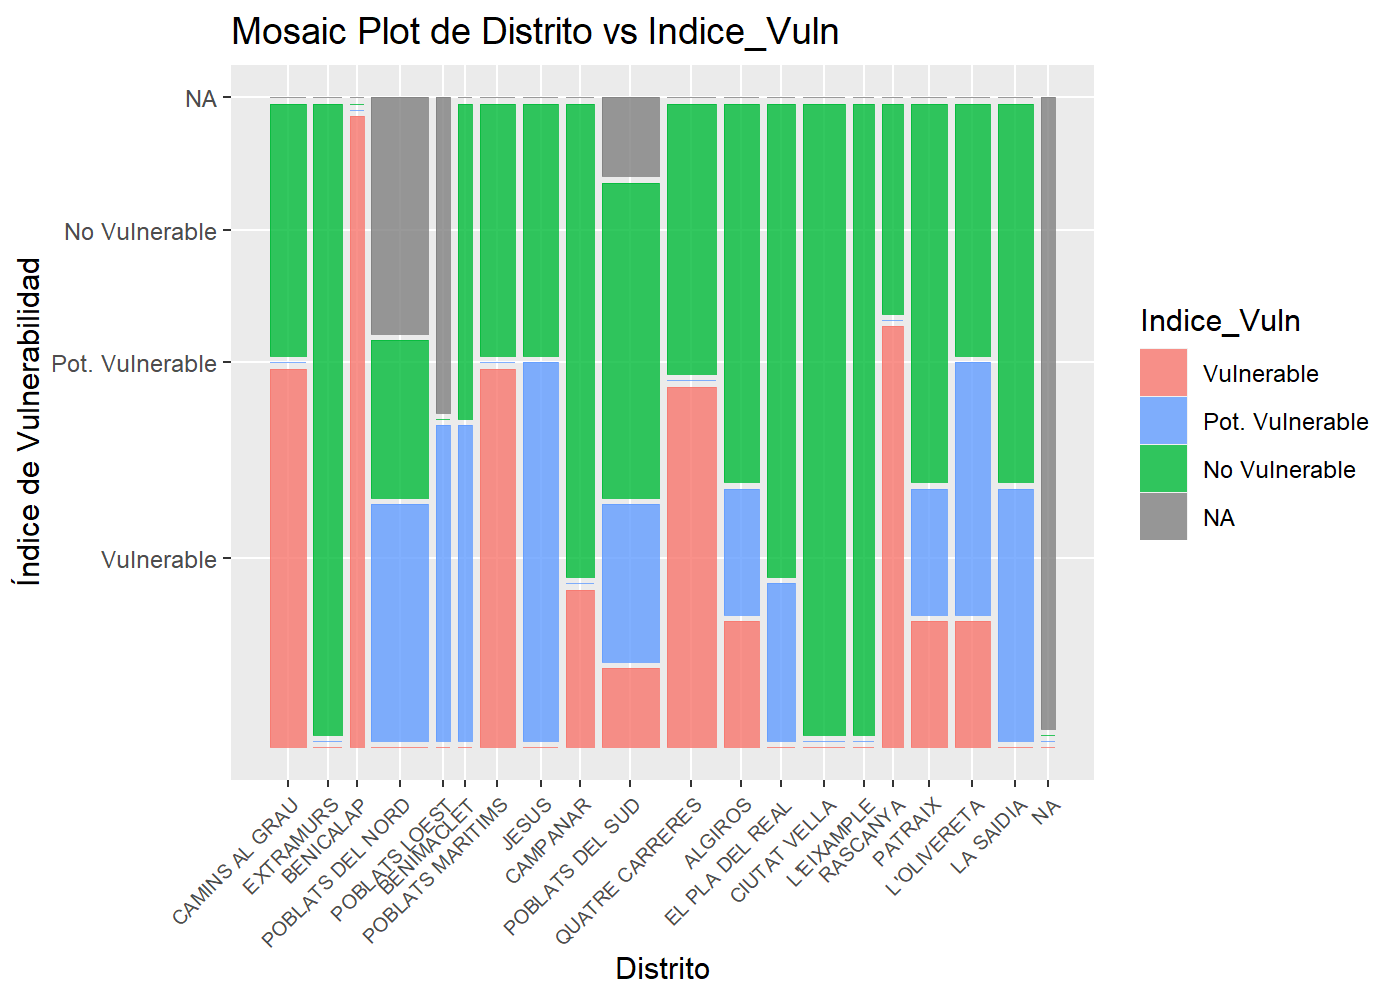 Mosaic Plot de Distrito vs Indice_Vuln
NA
No Vulnerable
Pot. Vulnerable
Vulnerable
Índice de Vulnerabilidad
CAMINS AL GRAU
EXTRAMURS
BENICALAP
POBLATS DEL NORD
POBLATS LOEST
BENIMACLET
POBLATS MARITIMS
JESUS
CAMPANAR
POBLATS DEL SUD
QUATRE CARRERES
ALGIROS
EL PLA DEL REAL
CIUTAT VELLA
LEIXAMPLE
RASCANYA
PATRAIX
L'OLIVERETA
LA SAIDIA
NA
Distrito
Indice_Vuln
Vulnerable
Pot. Vulnerable
No Vulnerable
NA